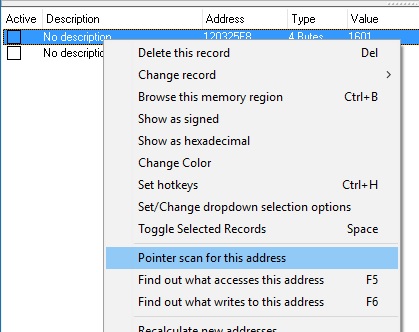 Active Description Address Type Value
No description 120325F8 4 Bytes 1601
No descriptio
Delete this record Del
Change record
Browse this memory region Ctrl+B
Show as signed
Show as hexadecimal
Change Color
Set hotkeys Ctrl+H
Set/Change dropdown selection options
Toggle Selected Records Space
Pointer scan for this address
Find out what accesses this address F5
Find out what writes to this address F6
Recalculate new addresses